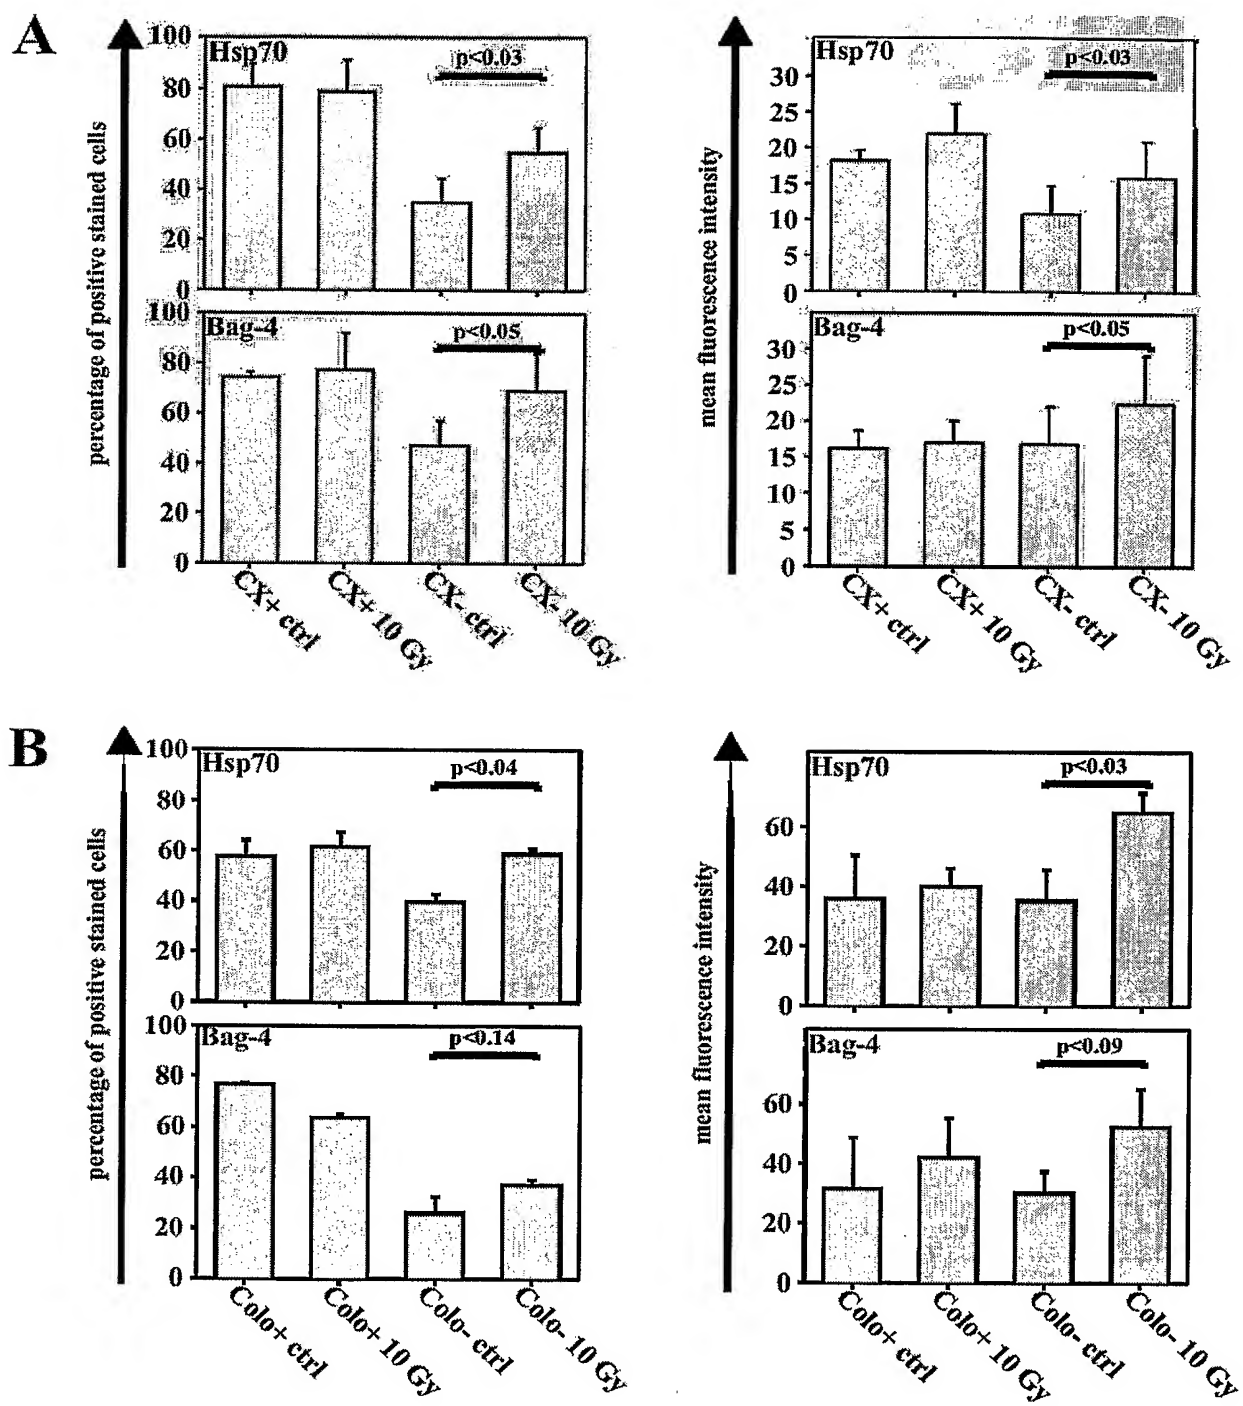 A
percentage of positive stained cells
100
80
60
40
20
0
Hsp70
p<0.03
100
80
60
40
20
0
Bag-4
p<0.05
CX+ ctrl
CX+ 10 Gy
CX- ctrl
CX- 10 Gy
mean fluorescence intensity
30
25
20
15
10
5
0
Hsp70
p<0.03
30
25
20
15
10
5
0
Bag-4
p<0.05
CX+ ctrl
CX+ 10 Gy
CX- ctrl
CX- 10 Gy
B
percentage of positive stained cells
100
80
60
40
20
0
Hsp70
p<0.04
100
80
60
40
20
0
Bag-4
p<0.14
Colo+ ctrl
Colo+ 10 Gy
Colo- ctrl
Colo- 10 Gy
mean fluorescence intensity
60
40
20
0
Hsp70
p<0.03
60
40
20
0
Bag-4
p<0.09
Colo+ ctrl
Colo+ 10 Gy
Colo- ctrl
Colo- 10 Gy